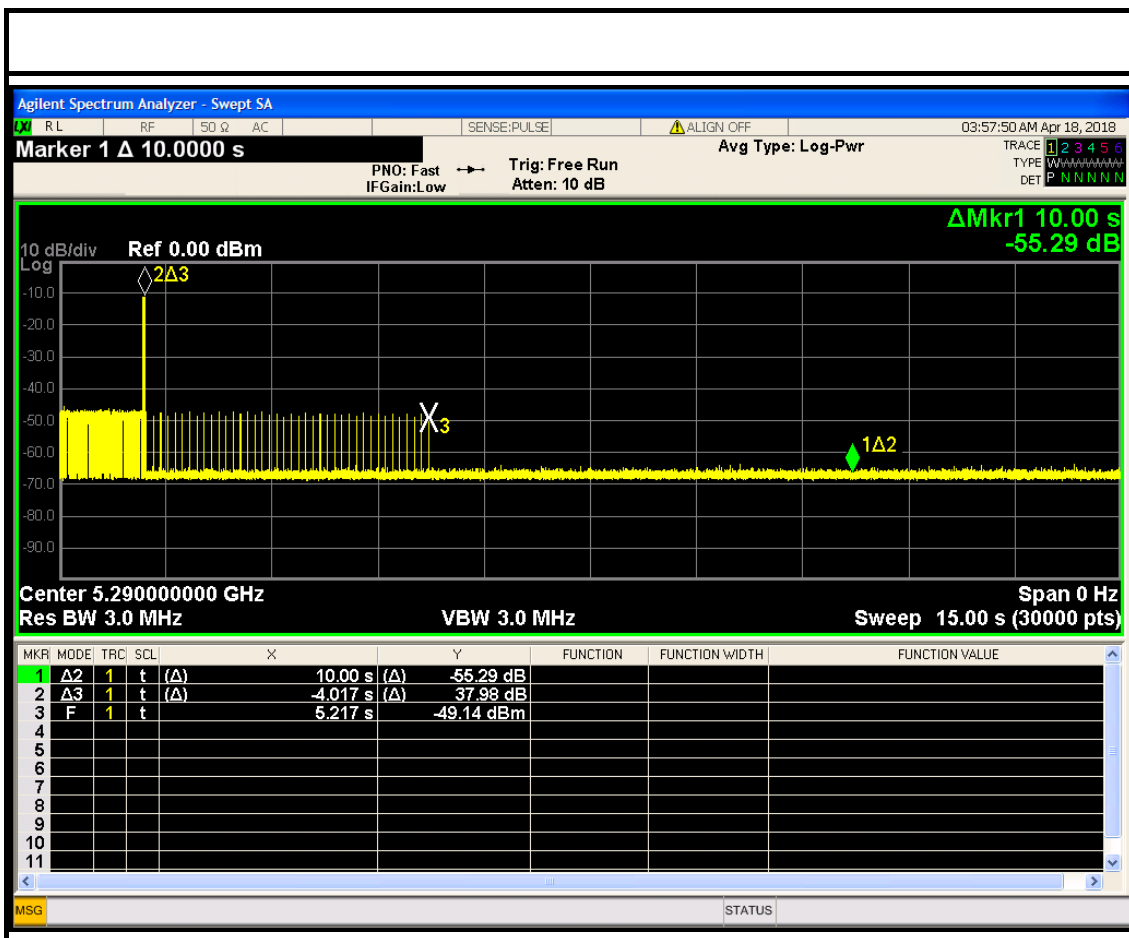 Agilent Spectrum Analyzer - Swept SA
LXI RL RF 50 Ω AC SENSE:PULSE ALIGN OFF 03:57:50 AM Apr 18, 2018
Marker 1 Δ 10.0000 s
PNO: Fast
IFGain:Low
Trig: Free Run
Atten: 10 dB
Avg Type: Log-Pwr
TRACE 1 2 3 4 5 6
TYPE W
DET P N N N N N
ΔMkr1 10.00 s
-55.29 dB
10 dB/div Ref 0.00 dBm
Log
2Δ3
-10.0
-20.0
-30.0
-40.0
-50.0
X3
-60.0
1Δ2
-70.0
-80.0
-90.0
Center 5.290000000 GHz Span 0 Hz
Res BW 3.0 MHz VBW 3.0 MHz Sweep 15.00 s (30000 pts)
MKR MODE TRC SCL X Y FUNCTION FUNCTION WIDTH FUNCTION VALUE
1 Δ2 1 t (Δ) 10.00 s (Δ) -55.29 dB
2 Δ3 1 t (Δ) -4.017 s (Δ) 37.98 dB
3 F 1 t 5.217 s -49.14 dBm
4
5
6
7
8
9
10
11
MSG STATUS